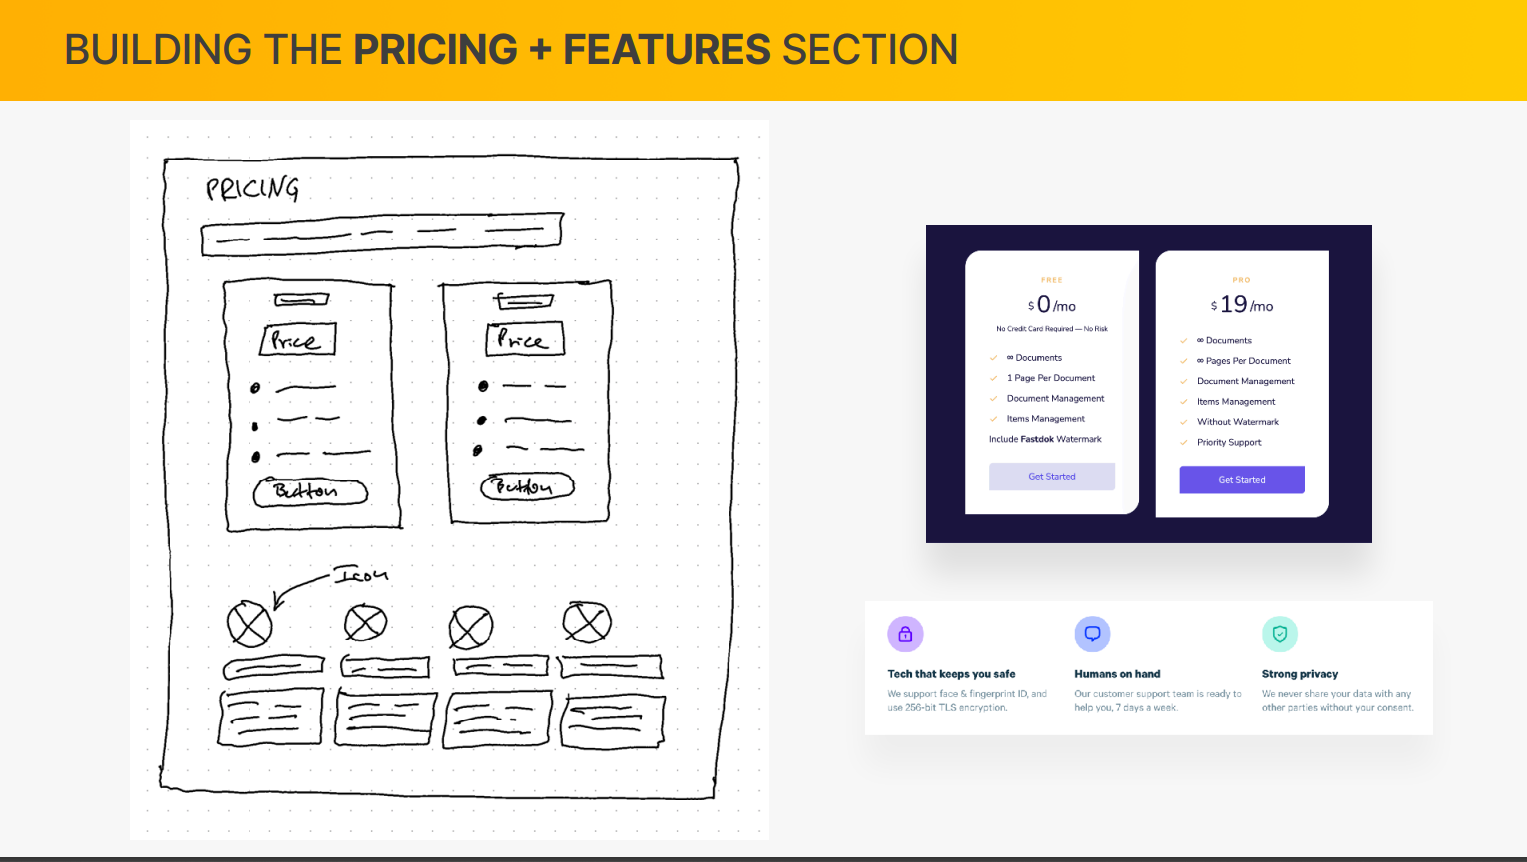 BUILDING THE PRICING + FEATURES SECTION
PRICING
Price
Button
Price
Button
Icon
FREE
$ 0 /mo
No Credit Card Required — No Risk
∞ Documents
1 Page Per Document
Document Management
Items Management
Include Fastdok Watermark
Get Started
PRO
$ 19 /mo
∞ Documents
∞ Pages Per Document
Document Management
Items Management
Without Watermark
Priority Support
Get Started
Tech that keeps you safe
We support face & fingerprint ID, and
use 256-bit TLS encryption.
Humans on hand
Our customer support team is ready to
help you, 7 days a week.
Strong privacy
We never share your data with any
other parties without your consent.